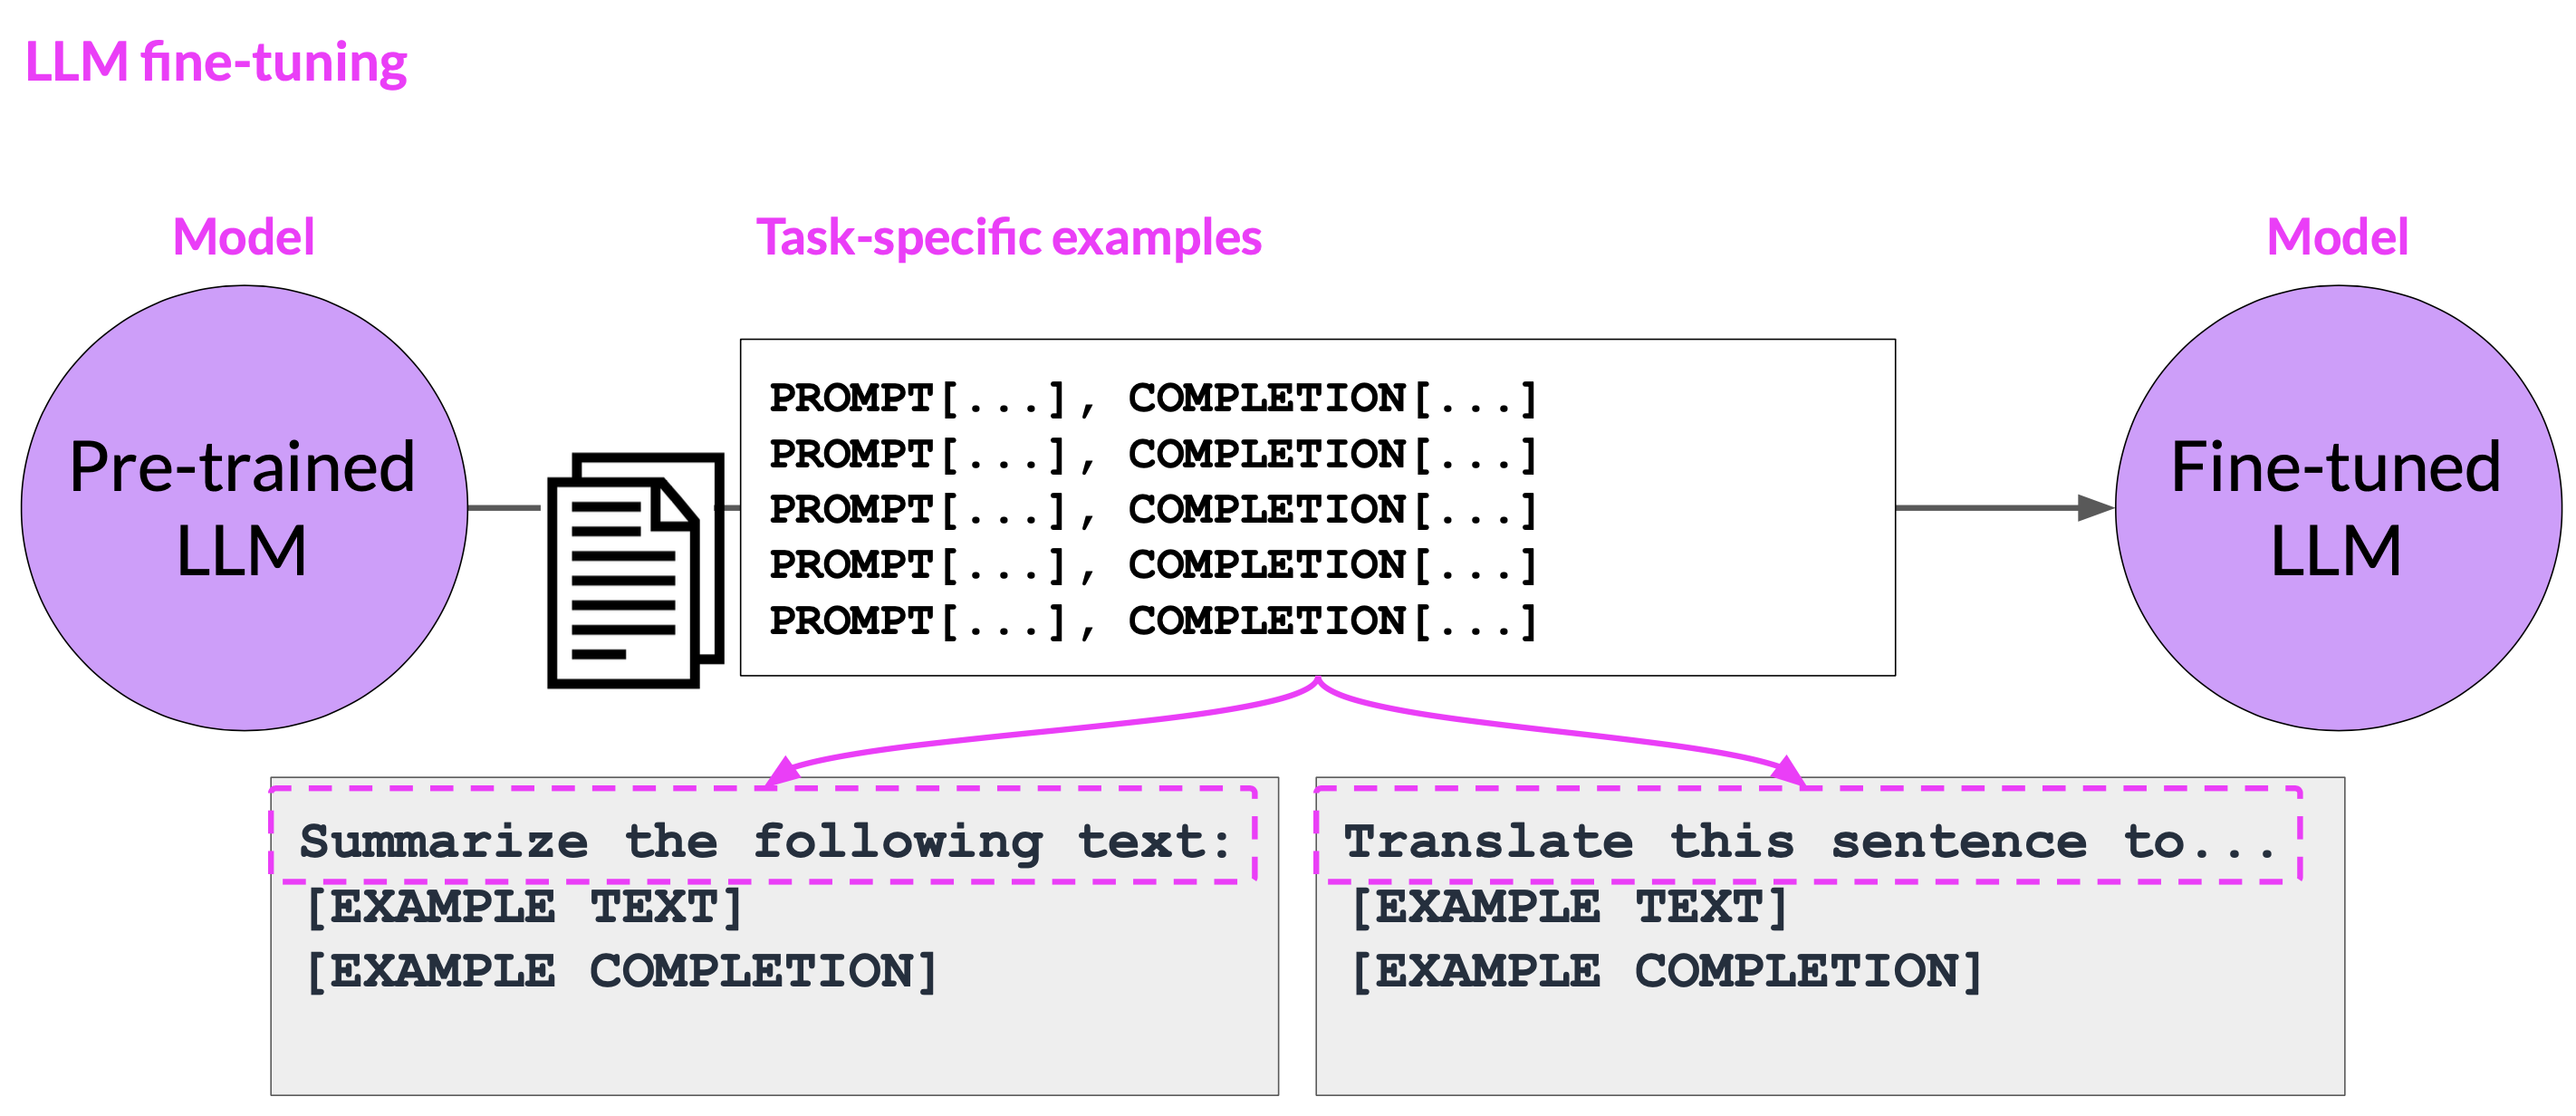 LLM fine-tuning
Model
Task-specific examples
Model
Pre-trained
LLM
PROMPT[...], COMPLETION[...]
PROMPT[...], COMPLETION[...]
PROMPT[...], COMPLETION[...]
PROMPT[...], COMPLETION[...]
PROMPT[...], COMPLETION[...]
Fine-tuned
LLM
Summarize the following text:
[EXAMPLE TEXT]
[EXAMPLE COMPLETION]
Translate this sentence to...
[EXAMPLE TEXT]
[EXAMPLE COMPLETION]